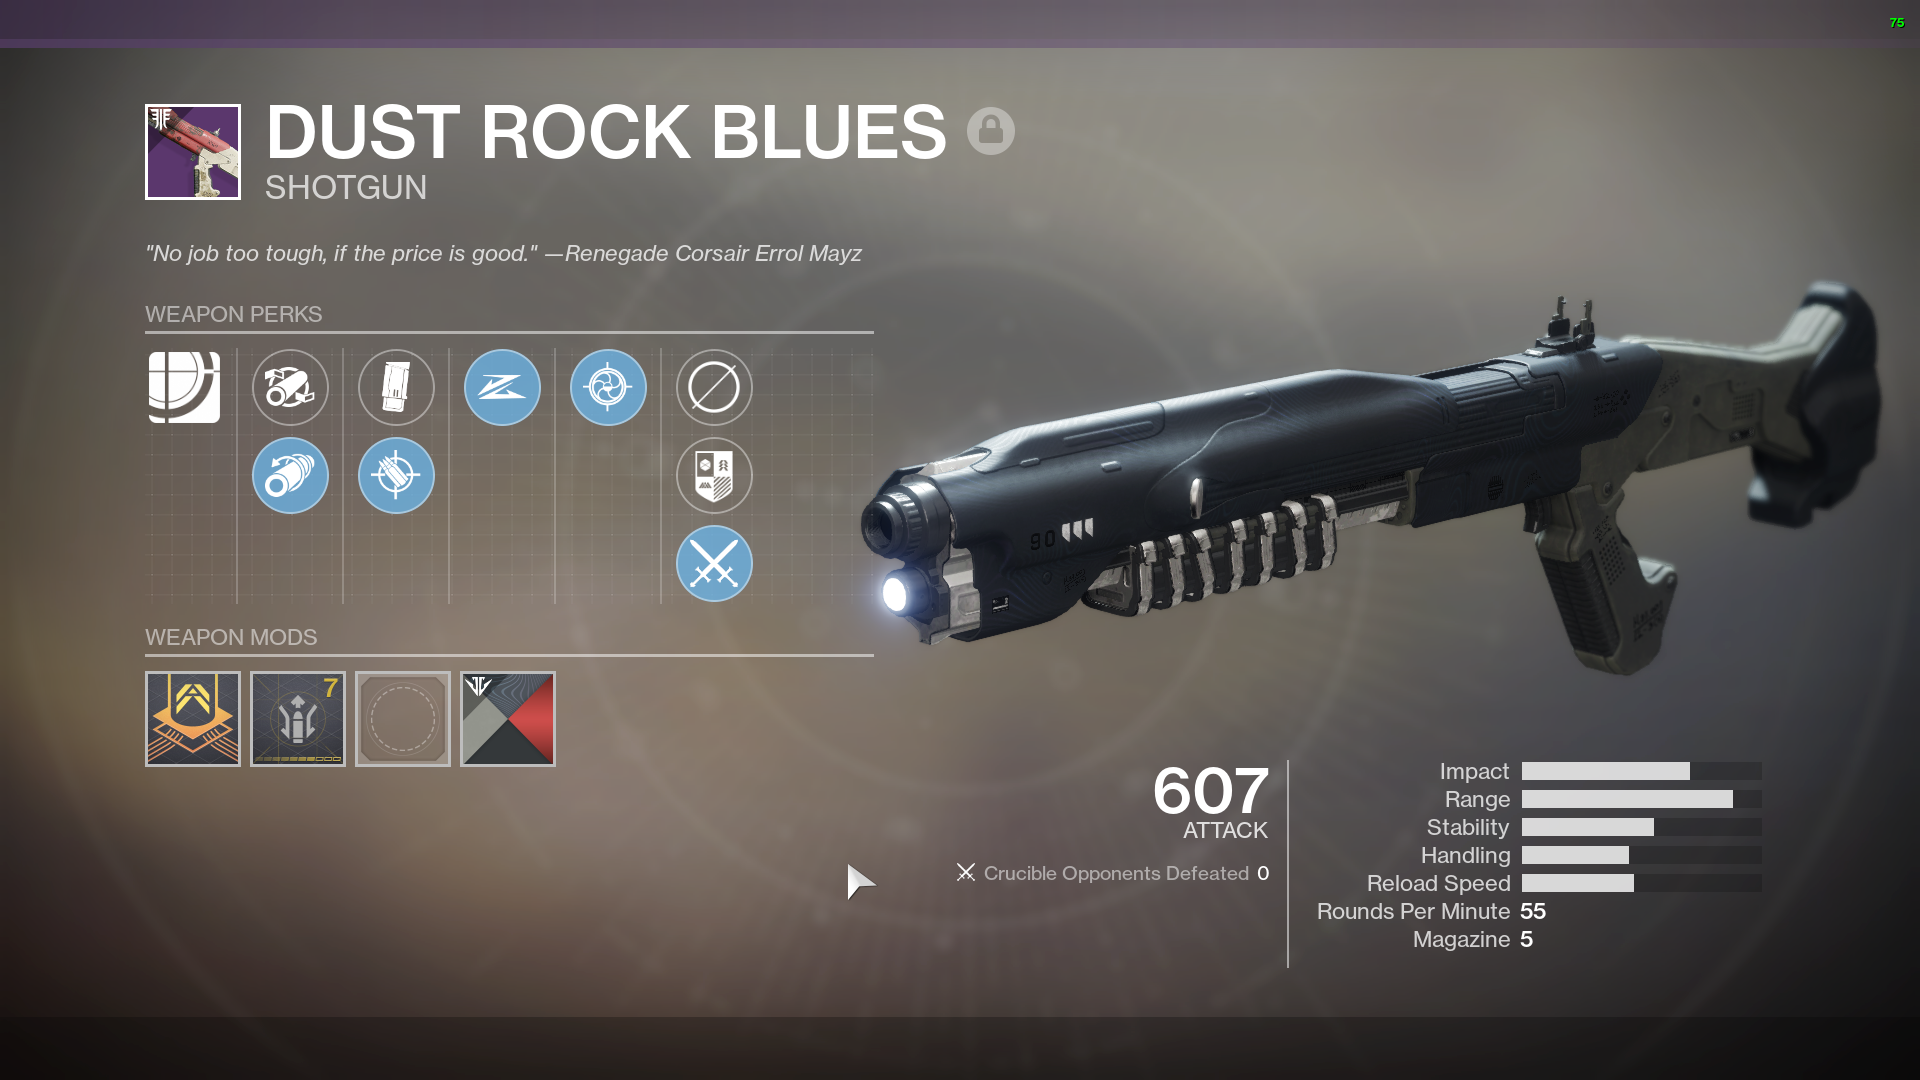 75
DUST ROCK BLUES
SHOTGUN
"No job too tough, if the price is good." —Renegade Corsair Errol Mayz
WEAPON PERKS
WEAPON MODS
7
90
607
ATTACK
Crucible Opponents Defeated 0
Impact
Range
Stability
Handling
Reload Speed
Rounds Per Minute 55
Magazine 5